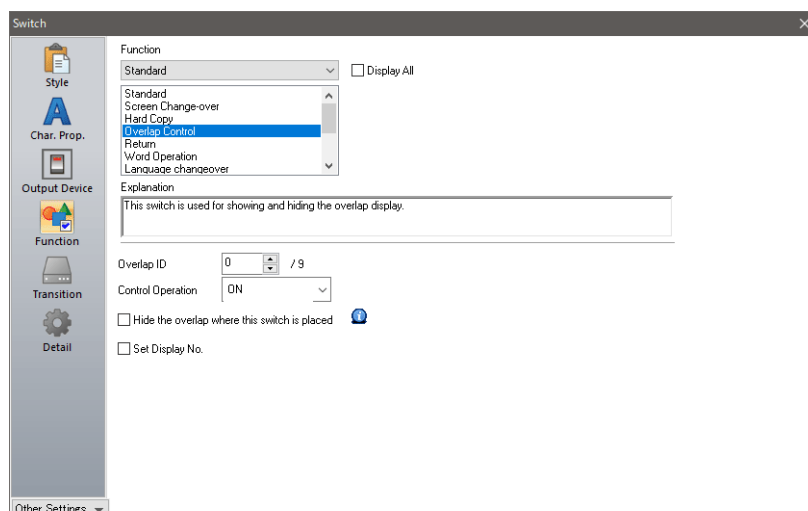 Switch
Style
Char. Prop.
Output Device
Function
Transition
Detail
Other Settings
Function
Standard
Display All
Standard
Screen Change-over
Hard Copy
Overlap Control
Return
Word Operation
Language changeover
Explanation
This switch is used for showing and hiding the overlap display.
Overlap ID 0 / 9
Control Operation ON
Hide the overlap where this switch is placed
Set Display No.